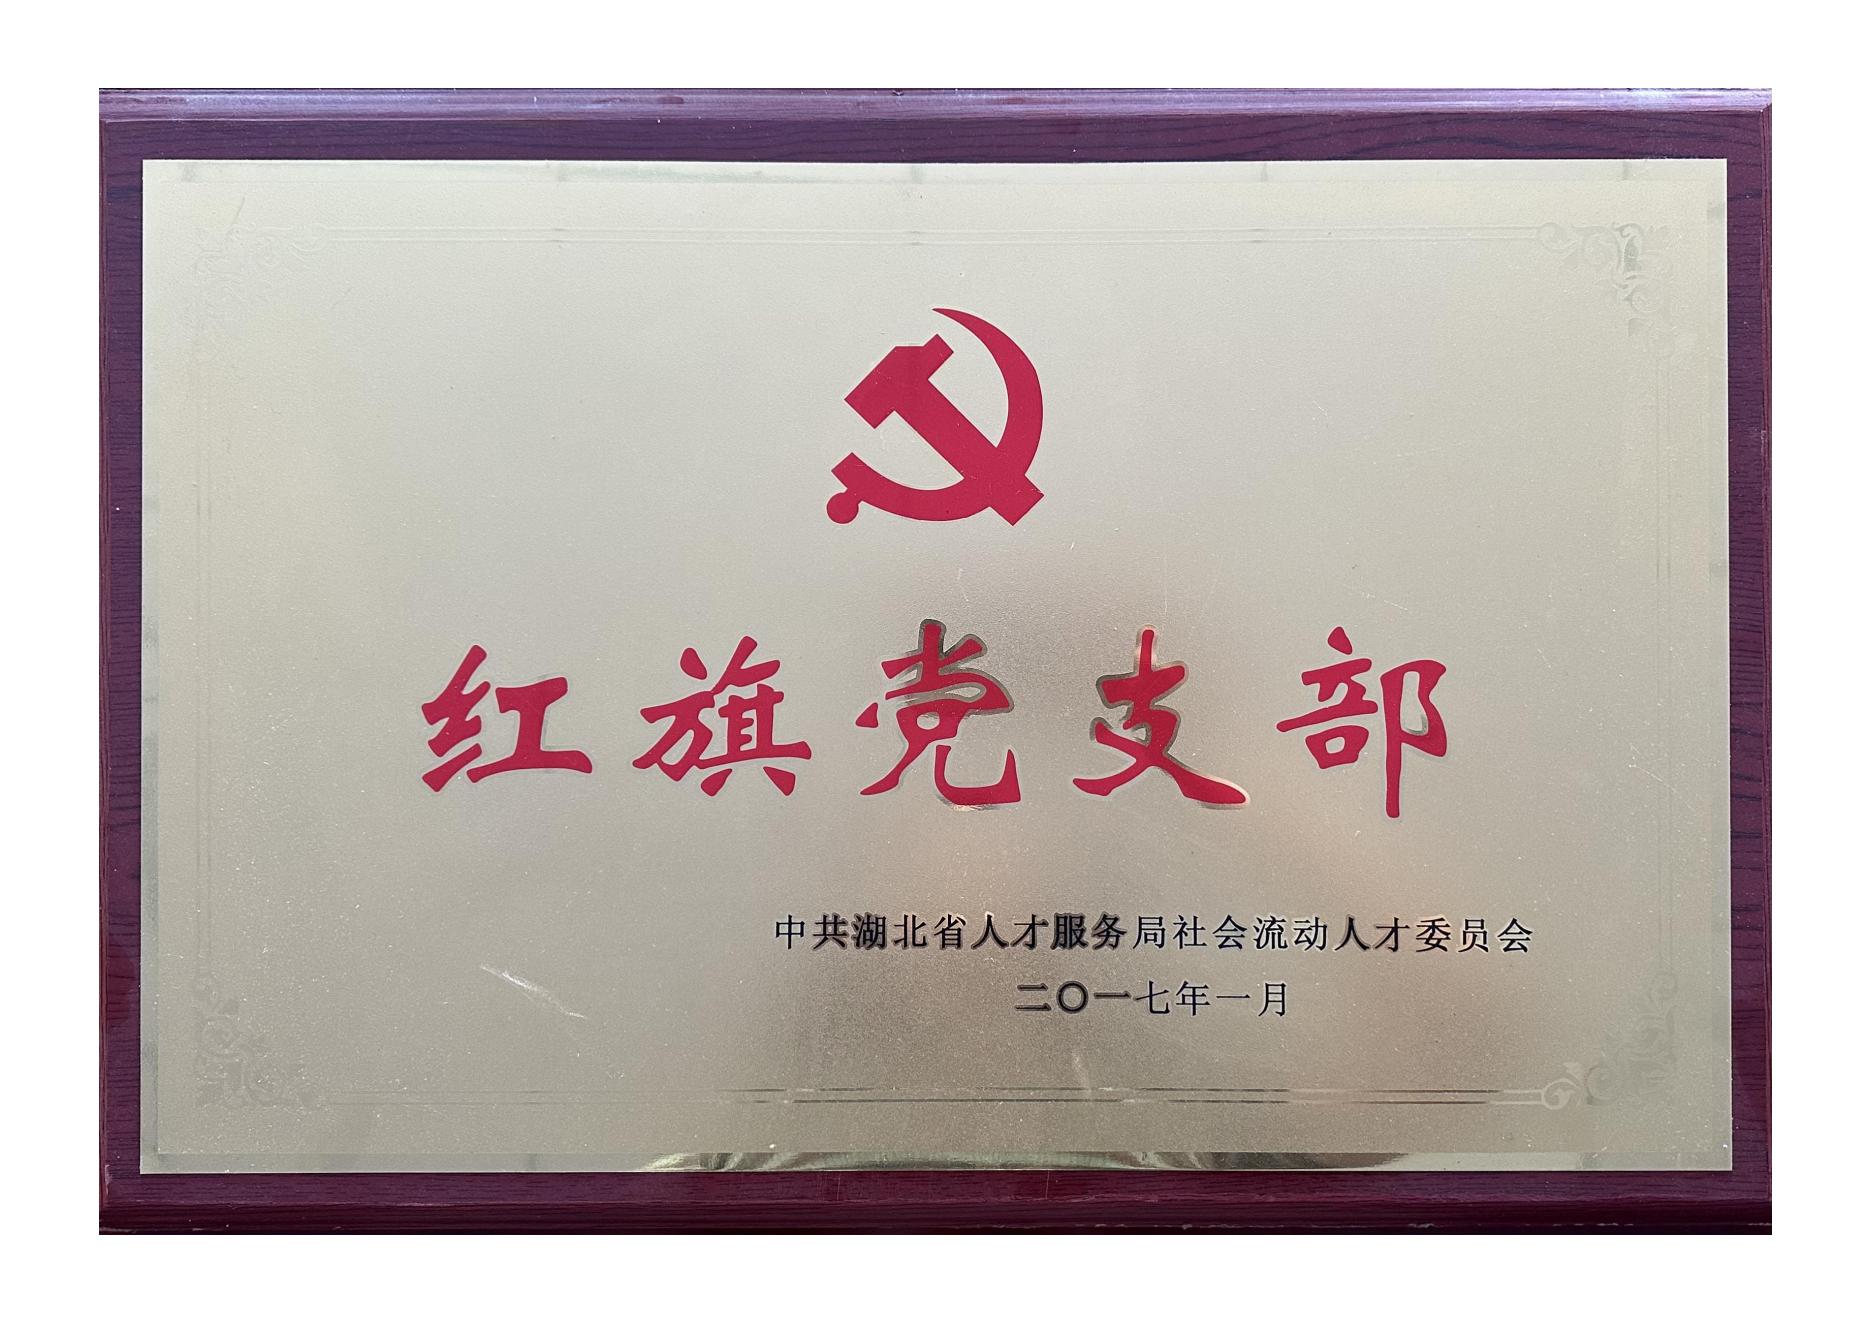 红旗党支部
中共湖北省人才服务局社会流动人才委员会
二〇一七年一月